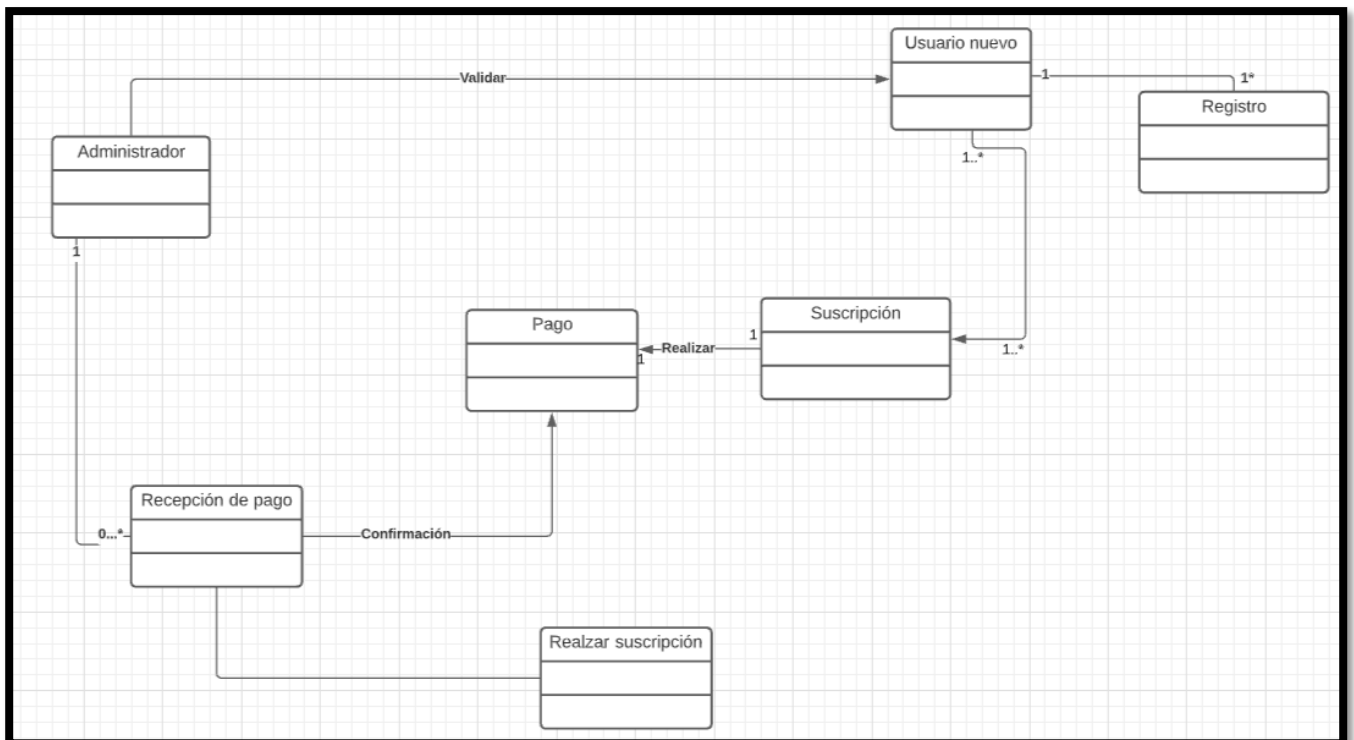 Usuario nuevo
Validar
1
1*
Registro
Administrador
1..*
1
Suscripción
Pago
1
Realizar
1
1..*
Recepción de pago
0...*
Confirmación
Realzar suscripción